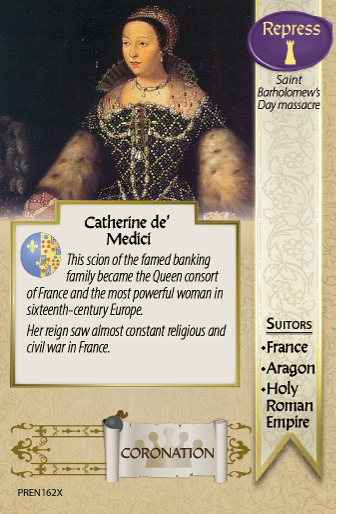 Repress
Saint
Barholomew's
Day massacre
Catherine de'
Medici
This scion of the famed banking
family became the Queen consort
of France and the most powerful woman in
sixteenth-century Europe.
Her reign saw almost constant religious and
civil war in France.
SUITORS
•France
•Aragon
•Holy
Roman
Empire
CORONATION
PREN162X